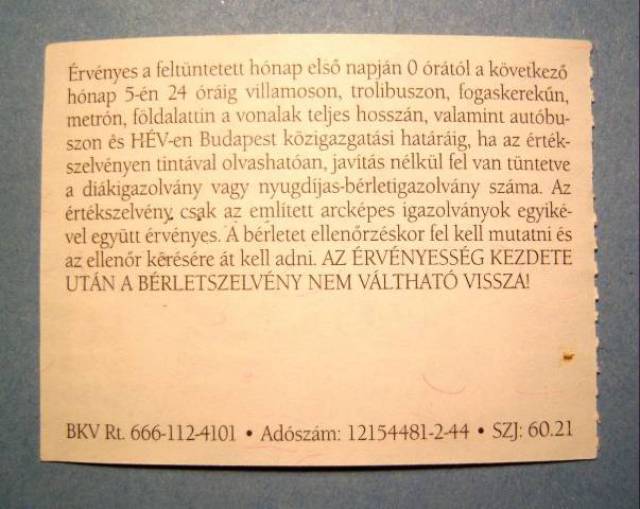 Érvényes a feltüntetett hónap első napján 0 órától a következő
hónap 5-én 24 óráig villamoson, trolibuszon, fogaskerekűn,
metrón, földalattin a vonalak teljes hosszán, valamint autóbu-
szon és HÉV-en Budapest közigazgatási határáig, ha az érték-
szelvényen tintával olvashatóan, javítás nélkül fel van tüntetve
a diákigazolvány vagy nyugdíjas-bérletigazolvány száma. Az
értékszelvény csak az említett arcképes igazolványok egyiké-
vel együtt érvényes. A bérletet ellenőrzéskor fel kell mutatni és
az ellenőr kérésére át kell adni. AZ ÉRVÉNYESSÉG KEZDETE
UTÁN A BÉRLETSZELVÉNY NEM VÁLTHATÓ VISSZA!
BKV Rt. 666-112-4101 • Adószám: 12154481-2-44 • SZJ: 60.21